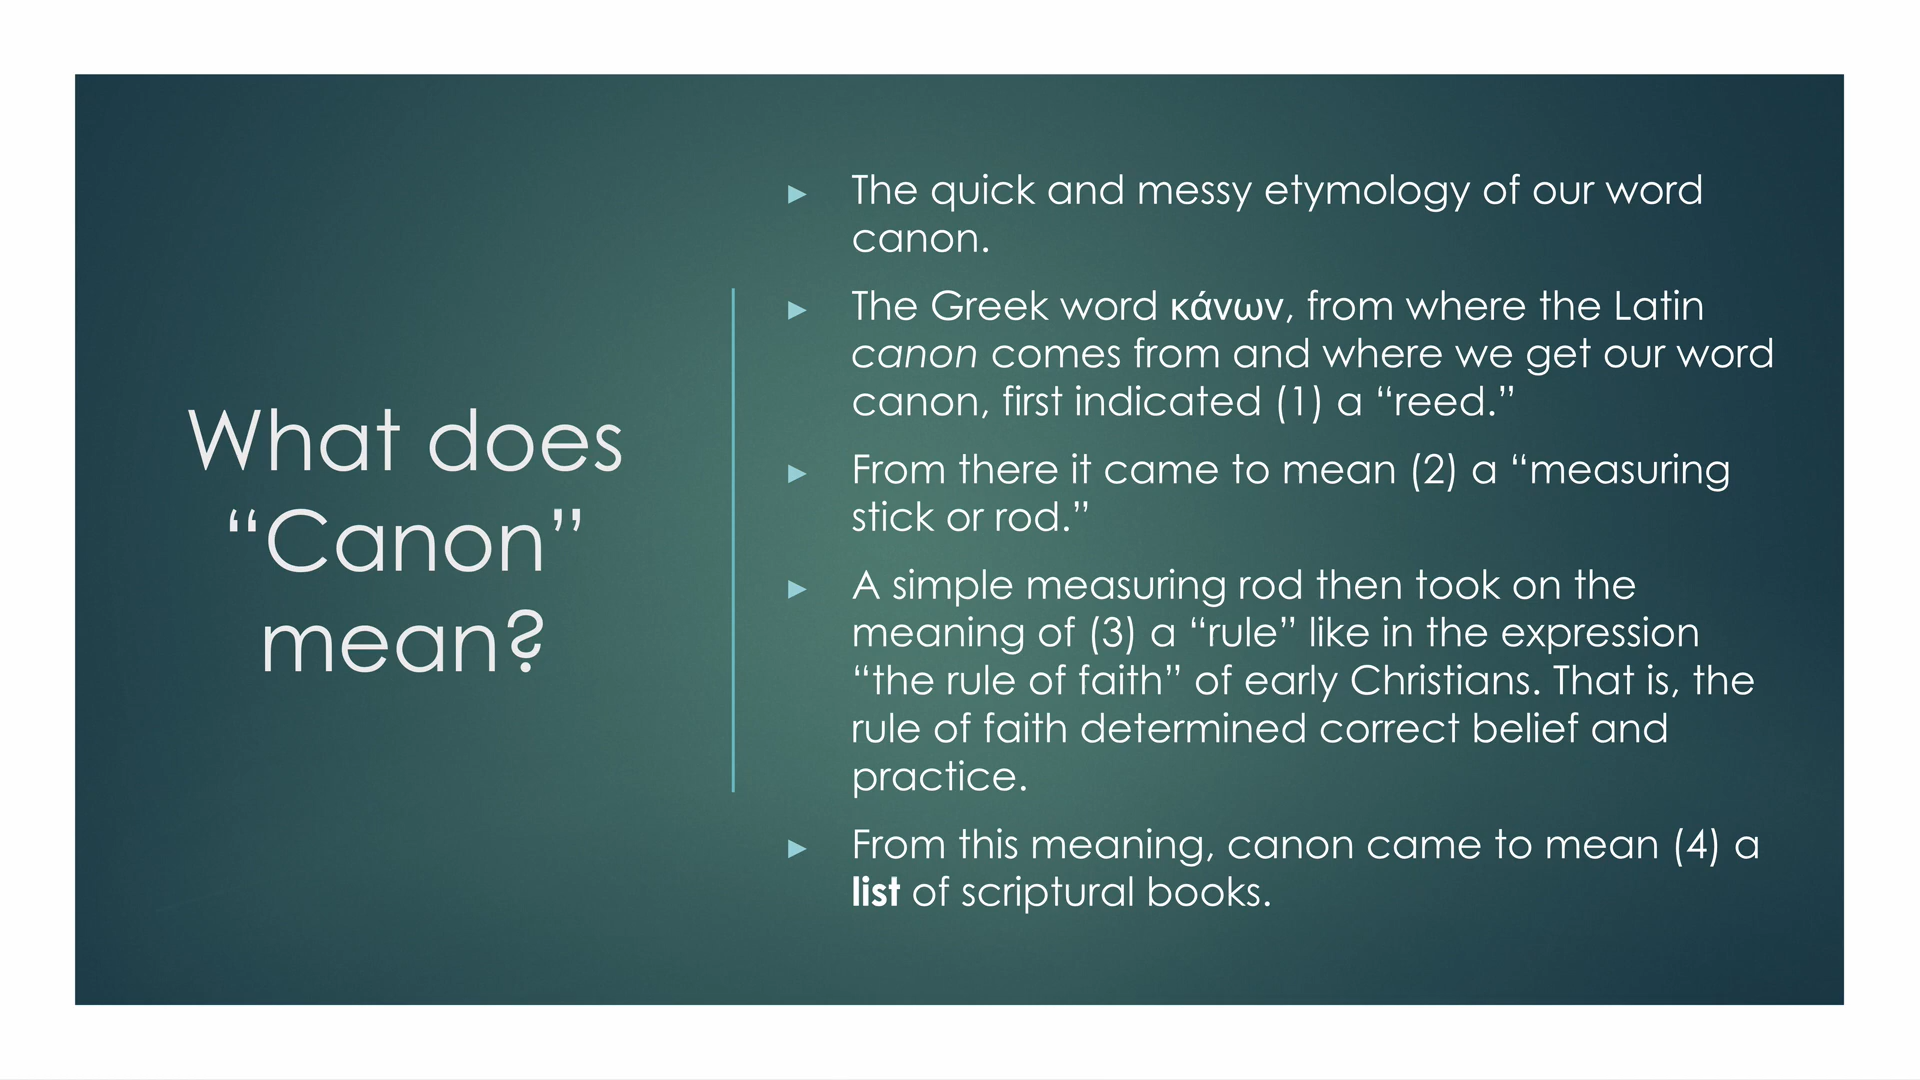 What does
“Canon”
mean?
► The quick and messy etymology of our word
canon.
► The Greek word κάνων, from where the Latin
canon comes from and where we get our word
canon, first indicated (1) a “reed.”
► From there it came to mean (2) a “measuring
stick or rod.”
► A simple measuring rod then took on the
meaning of (3) a “rule” like in the expression
“the rule of faith” of early Christians. That is, the
rule of faith determined correct belief and
practice.
► From this meaning, canon came to mean (4) a
list of scriptural books.